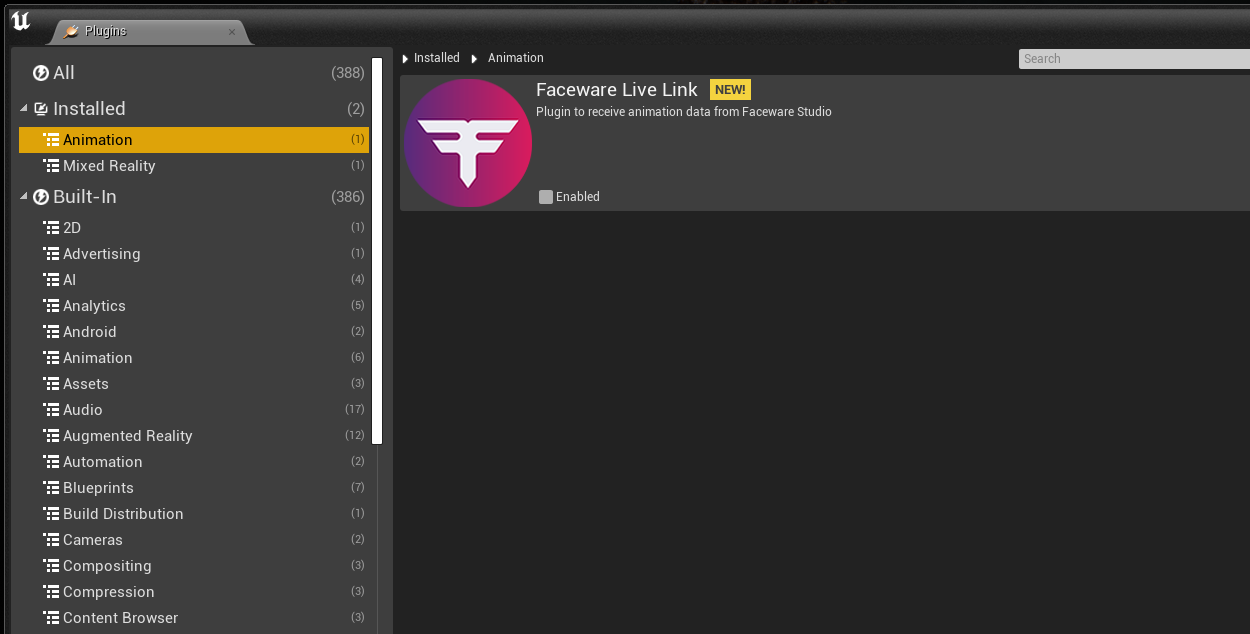 Plugins
All (388)
Installed (2)
Animation (1)
Mixed Reality (1)
Built-In (386)
2D (1)
Advertising (1)
AI (4)
Analytics (5)
Android (2)
Animation (6)
Assets (3)
Audio (17)
Augmented Reality (12)
Automation (2)
Blueprints (7)
Build Distribution (1)
Cameras (2)
Compositing (3)
Compression (3)
Content Browser (3)
Installed Animation
Search
Faceware Live Link NEW!
Plugin to receive animation data from Faceware Studio
Enabled